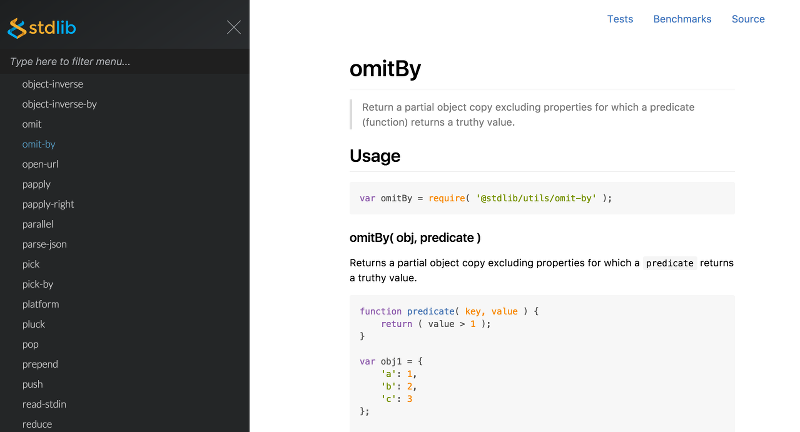 stdlib
Type here to filter menu...
object-inverse
object-inverse-by
omit
omit-by
open-url
papply
papply-right
parallel
parse-json
pick
pick-by
platform
pluck
pop
prepend
push
read-stdin
reduce
Tests Benchmarks Source
omitBy
Return a partial object copy excluding properties for which a predicate
(function) returns a truthy value.
Usage
var omitBy = require( '@stdlib/utils/omit-by' );
omitBy( obj, predicate )
Returns a partial object copy excluding properties for which a predicate returns
a truthy value.
function predicate( key, value ) {
    return ( value > 1 );
}
var obj1 = {
    'a': 1,
    'b': 2,
    'c': 3
};